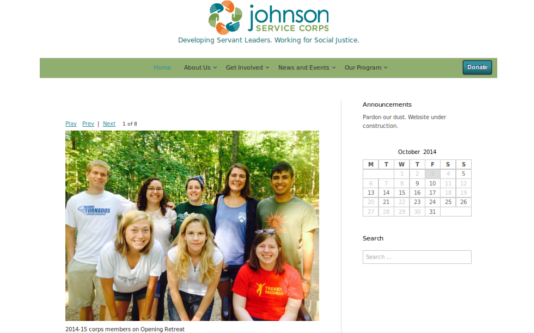 johnson
SERVICE CORPS
Developing Servant Leaders. Working for Social Justice.
Home About Us Get Involved News and Events Our Program Donate
Play Prev | Next 1 of 8
2014-15 corps members on Opening Retreat
Announcements
Pardon our dust. Website under
construction.
October 2014
M T W T F S S
1 2 3 4 5
6 7 8 9 10 11 12
13 14 15 16 17 18 19
20 21 22 23 24 25 26
27 28 29 30 31
Search
Search ...